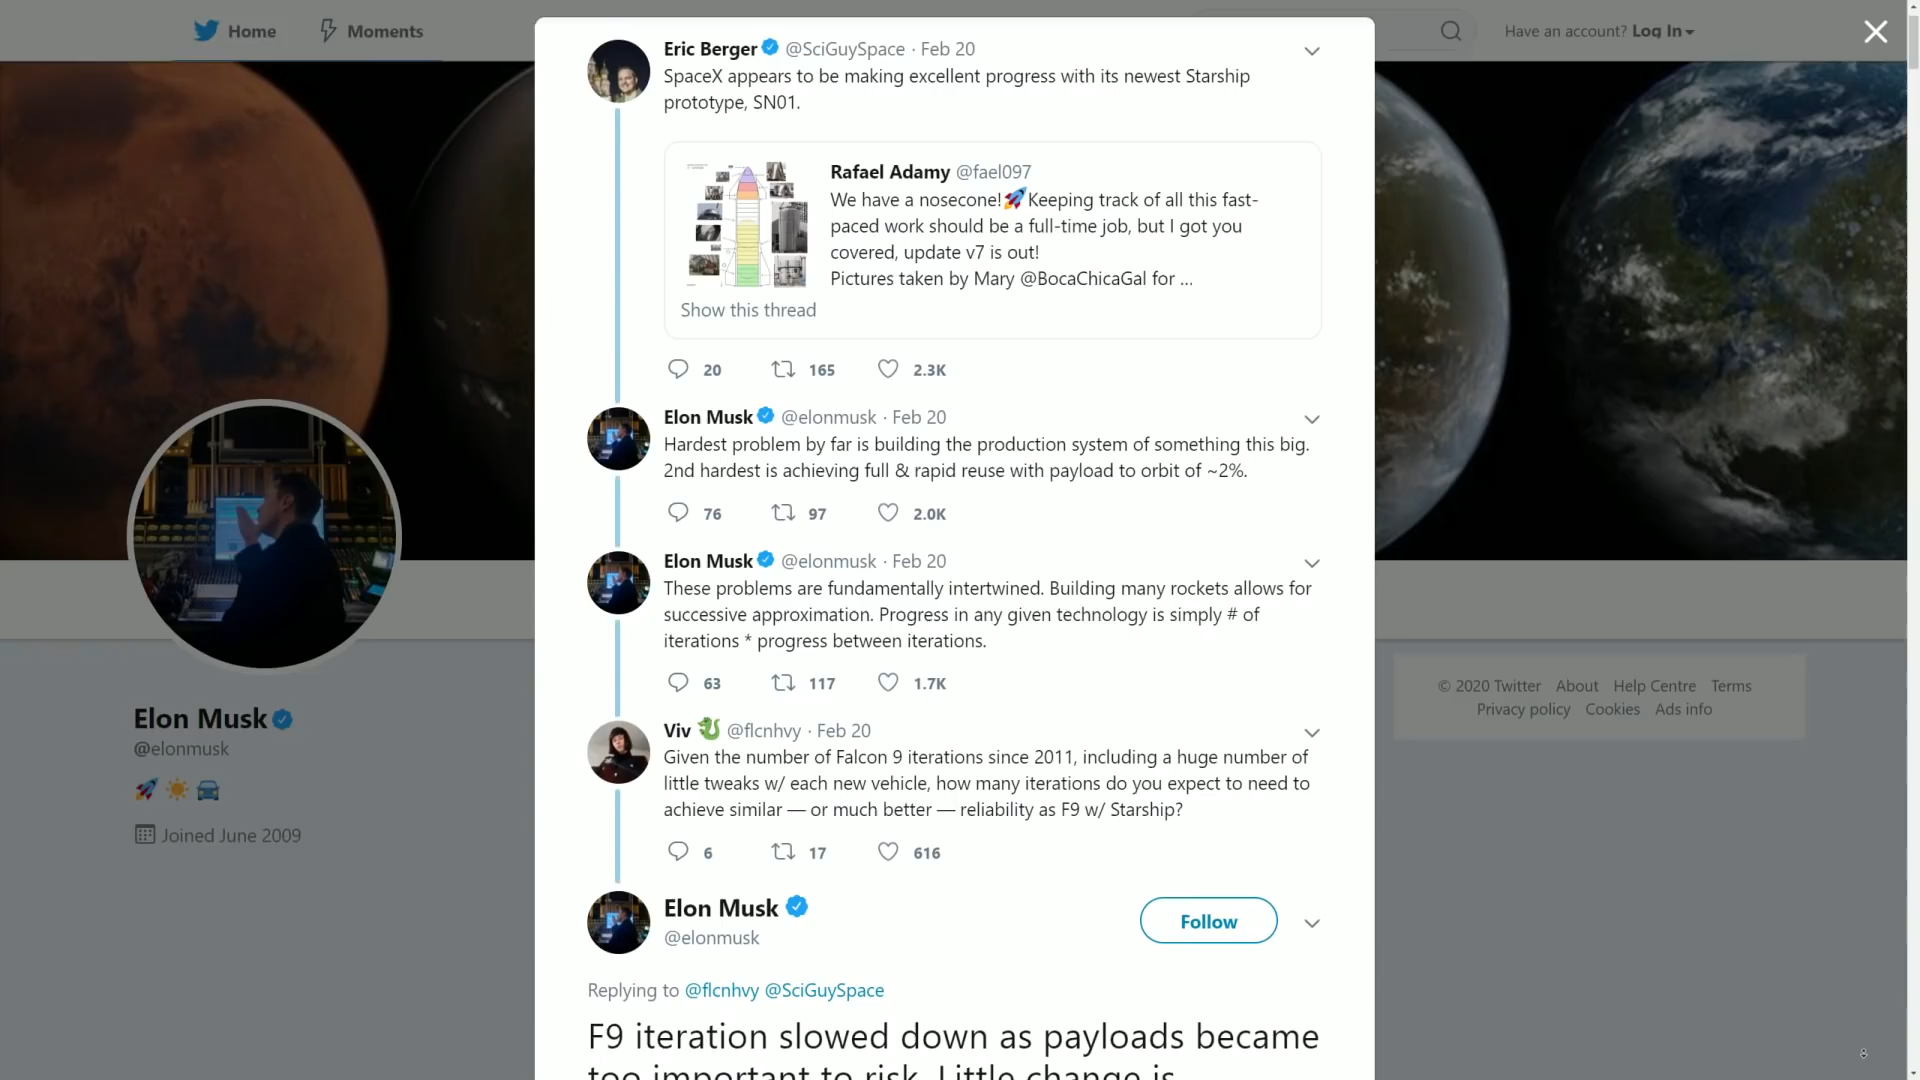 Home
Moments
Have an account? Log In
Eric Berger @SciGuySpace · Feb 20
SpaceX appears to be making excellent progress with its newest Starship
prototype, SN01.
Rafael Adamy @fael097
We have a nosecone!🚀Keeping track of all this fast-
paced work should be a full-time job, but I got you
covered, update v7 is out!
Pictures taken by Mary @BocaChicaGal for ...
Show this thread
20 165 2.3K
Elon Musk @elonmusk · Feb 20
Hardest problem by far is building the production system of something this big.
2nd hardest is achieving full & rapid reuse with payload to orbit of ~2%.
76 97 2.0K
Elon Musk @elonmusk · Feb 20
These problems are fundamentally intertwined. Building many rockets allows for
successive approximation. Progress in any given technology is simply # of
iterations * progress between iterations.
63 117 1.7K
Viv 🐉 @flcnhvy · Feb 20
Given the number of Falcon 9 iterations since 2011, including a huge number of
little tweaks w/ each new vehicle, how many iterations do you expect to need to
achieve similar — or much better — reliability as F9 w/ Starship?
6 17 616
Elon Musk
@elonmusk
Follow
Replying to @flcnhvy @SciGuySpace
F9 iteration slowed down as payloads became
too important to risk. Little change is
Elon Musk
@elonmusk
🚀 ☀️ 🚘
Joined June 2009
© 2020 Twitter About Help Centre Terms
Privacy policy Cookies Ads info